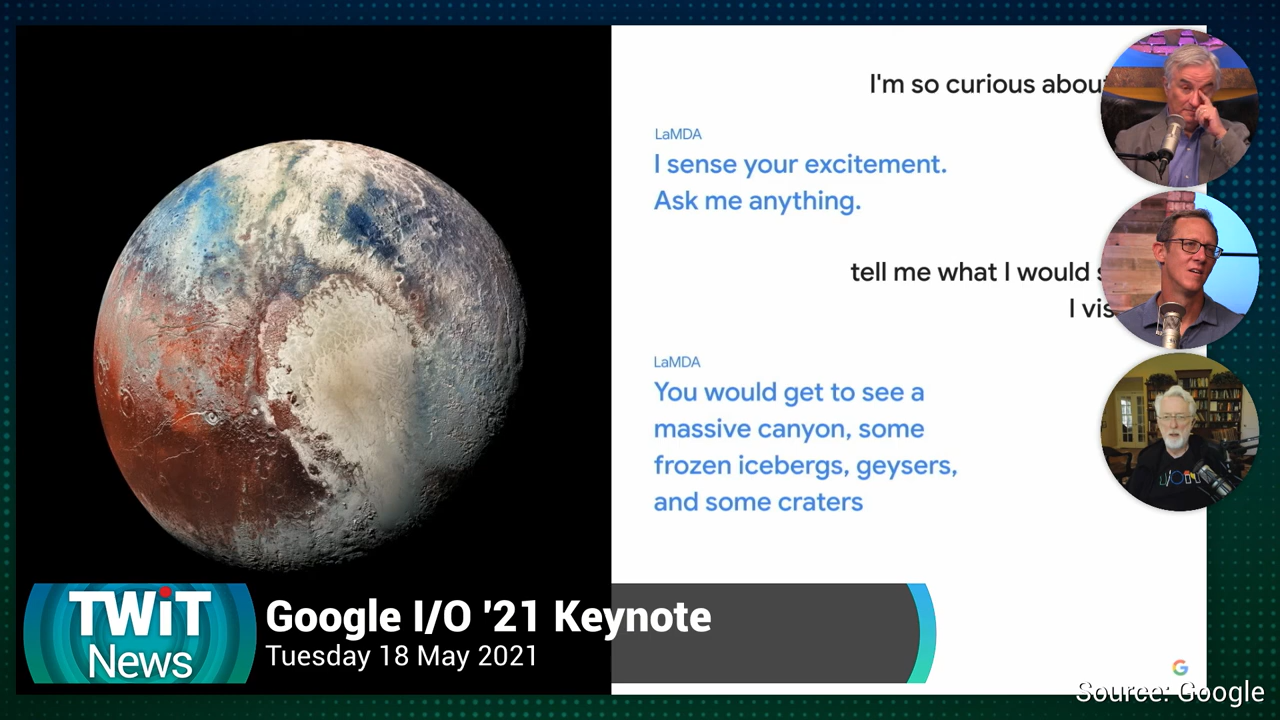 I'm so curious about
LaMDA
I sense your excitement.
Ask me anything.
tell me what I would
I vis
LaMDA
You would get to see a
massive canyon, some
frozen icebergs, geysers,
and some craters
TWiT
News
Google I/O '21 Keynote
Tuesday 18 May 2021
G
Source: Google